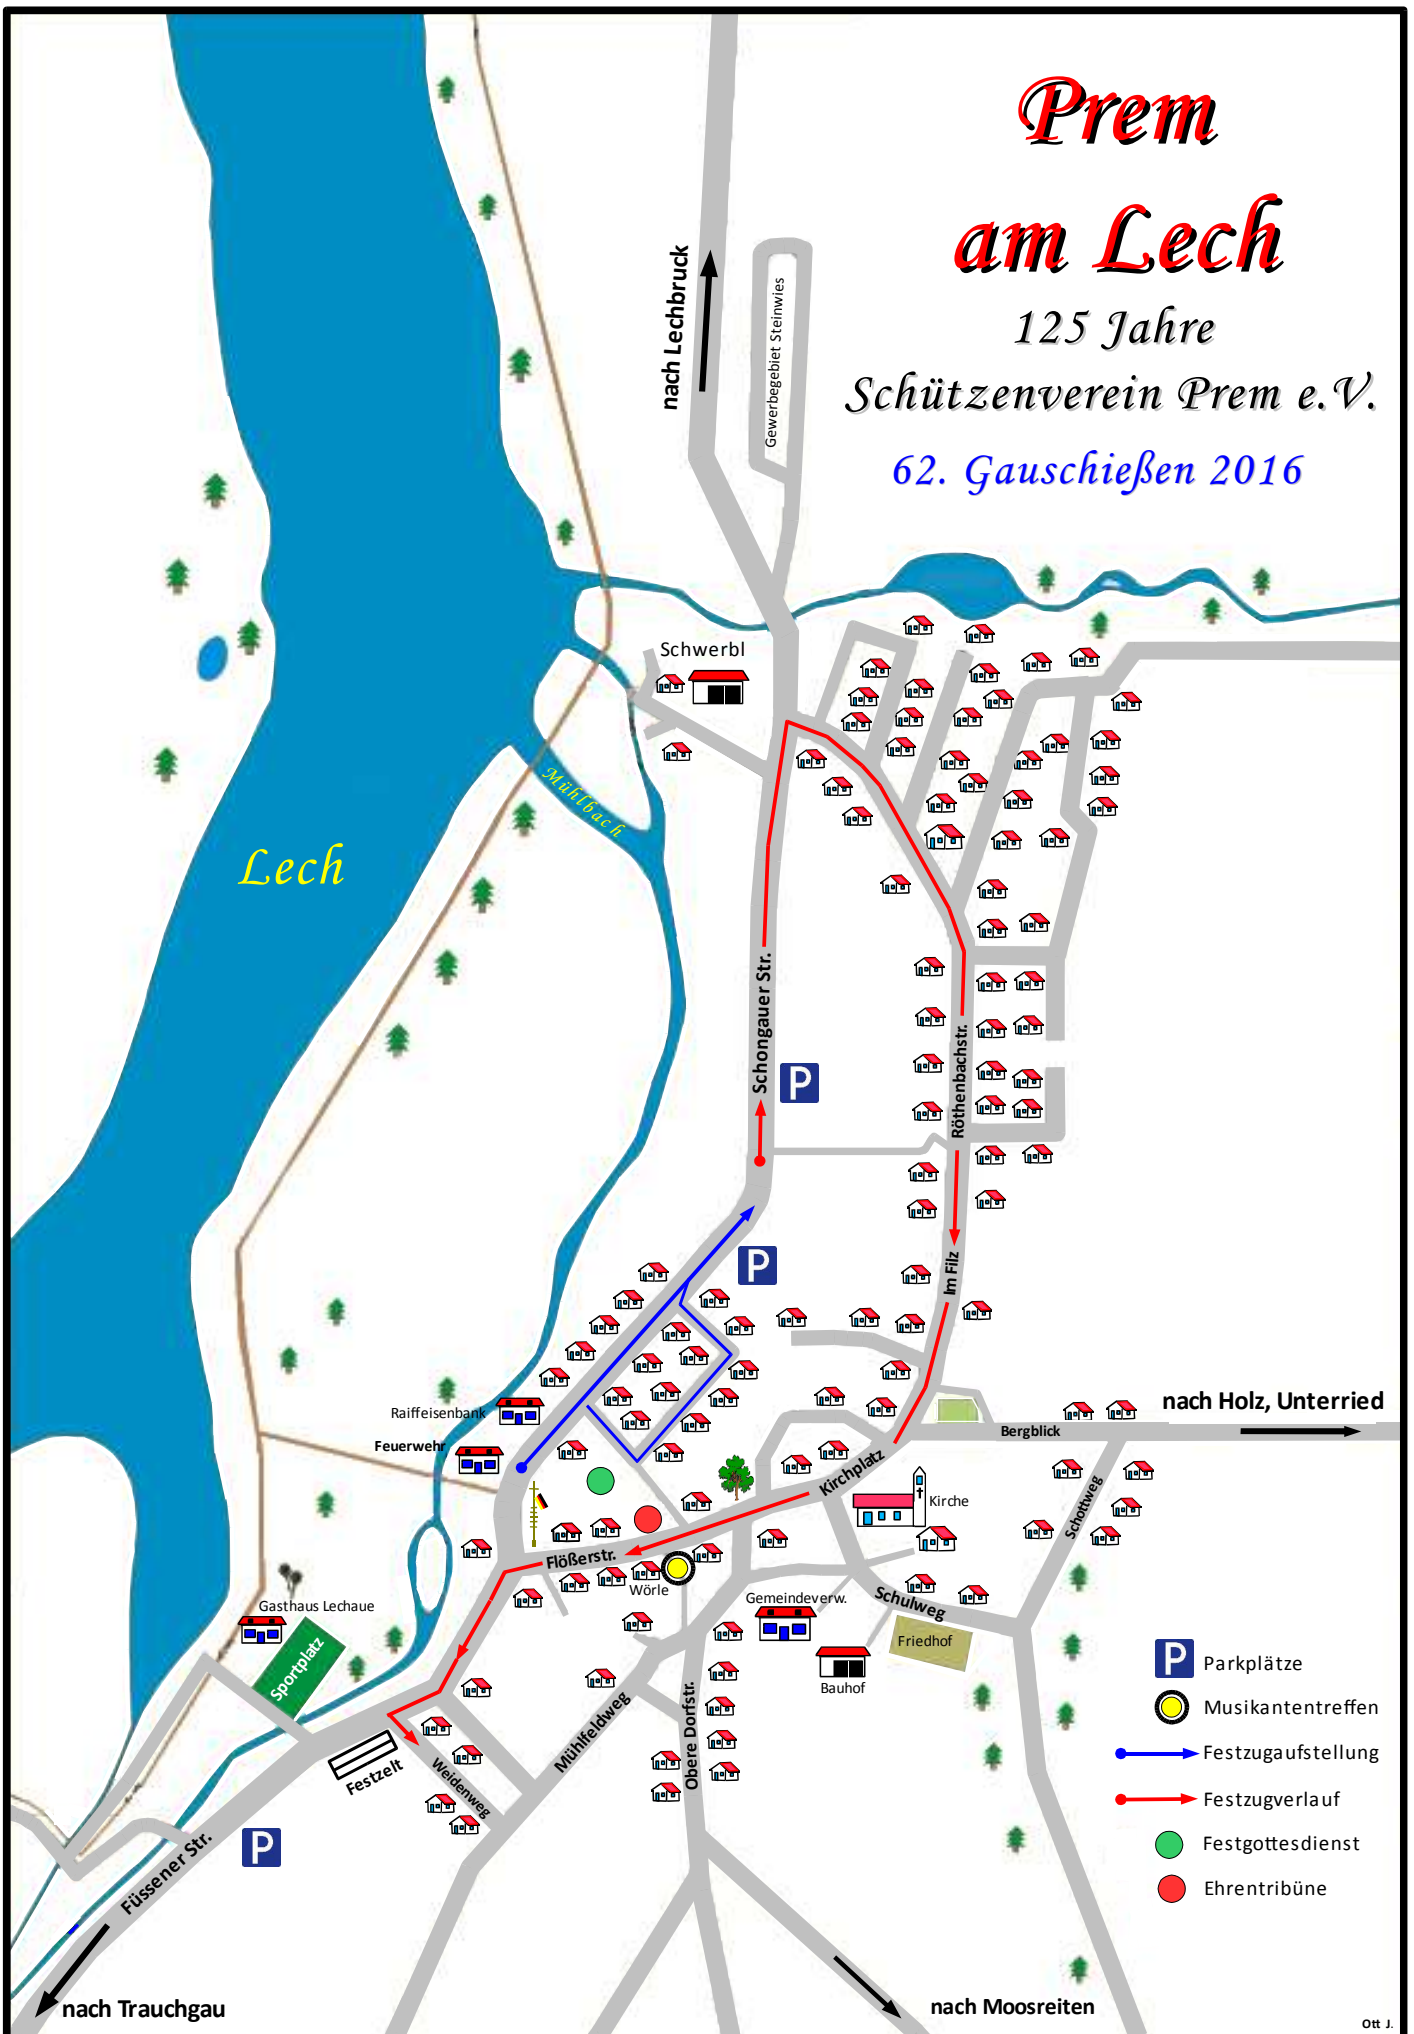 Prem
am Lech
125 Jahre
Schützenverein Prem e.V.
62. Gauschießen 2016
nach Lechbruck
Gewerbegebiet Steinwies
Schwerbl
Mühlbach
Lech
Schongauer Str.
P
Röthenbachstr.
P
Im Filz
Raiffeisenbank
Feuerwehr
nach Holz, Unterried
Bergblick
Kirchplatz
Schottweg
Kirche
Flößerstr.
Wörle
Gemeindeverw.
Schulweg
Friedhof
Bauhof
Gasthaus Lechaue
Sportplatz
Mühlfeldweg
Obere Dorfstr.
Festzelt
Weidenweg
P
Füssener Str.
P Parkplätze
Musikantentreffen
Festzugaufstellung
Festzugverlauf
Festgottesdienst
Ehrentribüne
nach Trauchgau
nach Moosreiten
Ott J.